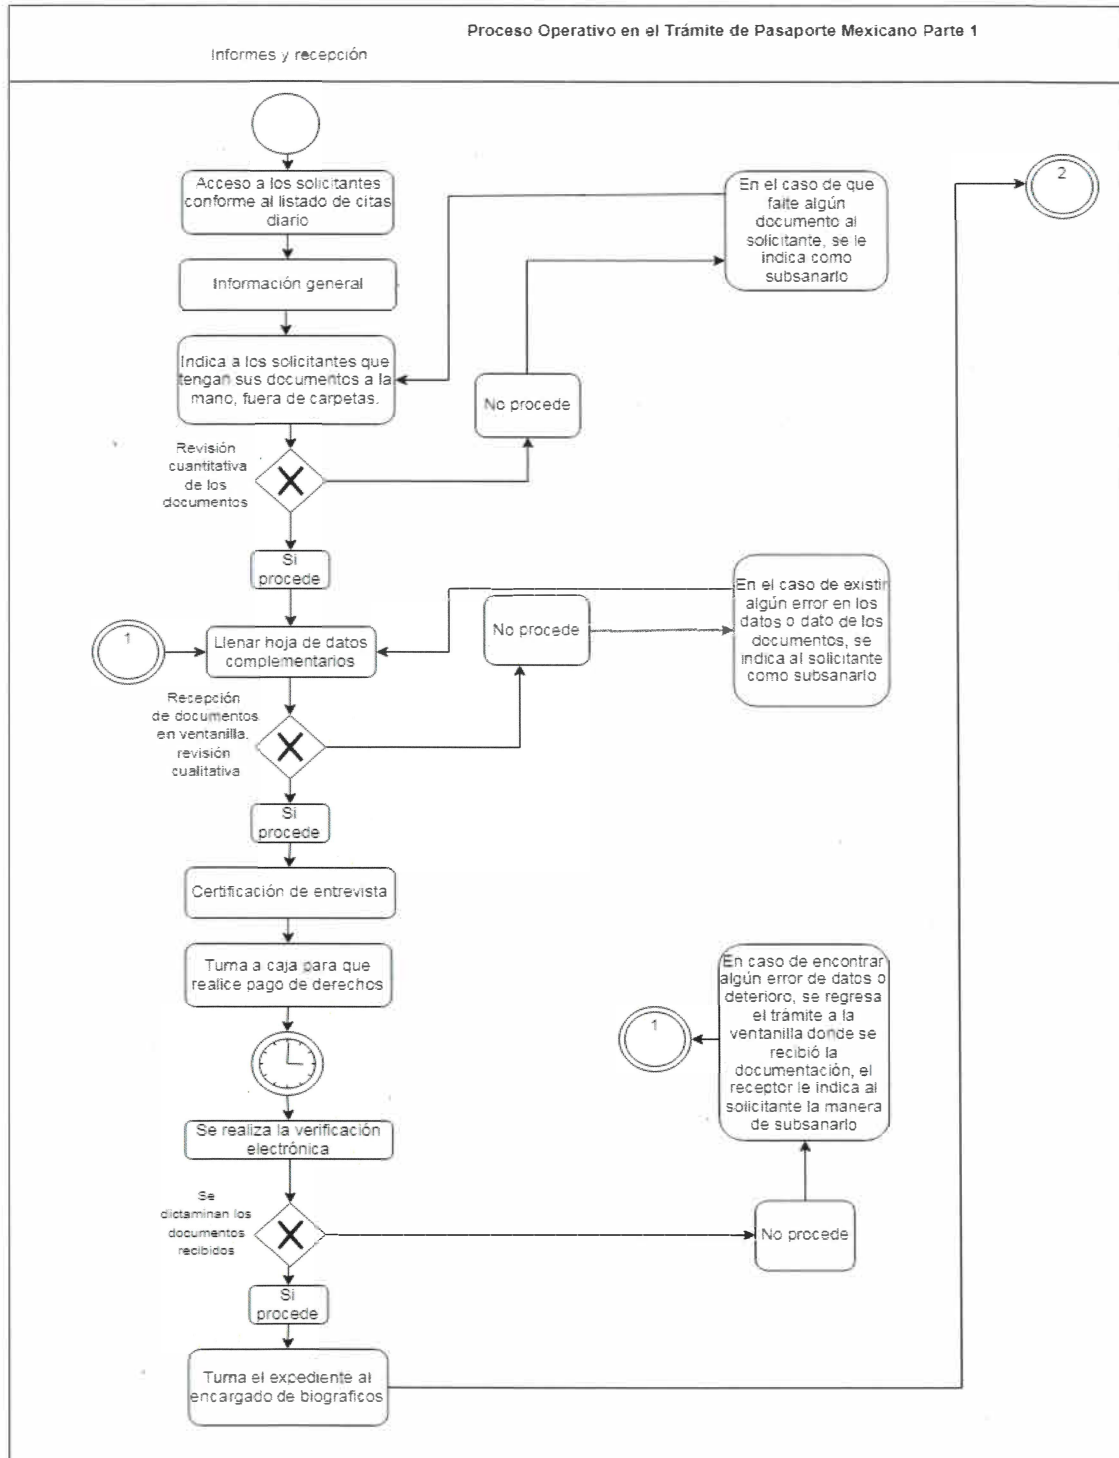 Proceso Operativo en el Trámite de Pasaporte Mexicano Parte 1
Informes y recepción
Acceso a los solicitantes
conforme al listado de citas
diario
2
En el caso de que
falte algún
documento al
solicitante, se le
indica como
subsanarlo
Información general
Indica a los solicitantes que
tengan sus documentos a la
mano, fuera de carpetas.
No procede
Revisión
cuantitativa
de los
documentos
Si
procede
En el caso de existir
algún error en los
datos o dato de los
documentos, se
indica al solicitante
como subsanarlo
No procede
1
Llenar hoja de datos
complementarios
Recepción
de documentos
en ventanilla.
revisión
cualitativa
Si
procede
Certificación de entrevista
Turna a caja para que
realice pago de derechos
En caso de encontrar
algún error de datos o
deterioro, se regresa
el trámite a la
ventanilla donde se
recibió la
documentación, el
receptor le indica al
solicitante la manera
de subsanarlo
1
Se realiza la verificación
electrónica
Se
dictaminan los
documentos
recibidos
No procede
Si
procede
Turna el expediente al
encargado de biograficos